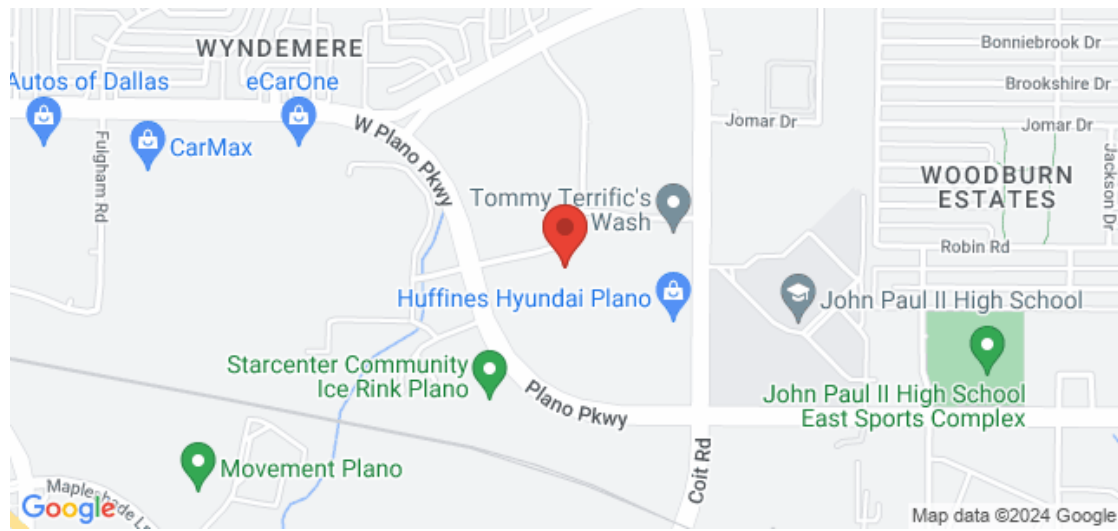 WYNDEMERE
Autos of Dallas
eCarOne
CarMax
Fulgham Rd
W Plano Pkwy
Bonniebrook Dr
Brookshire Dr
Jomar Dr
Jomar Dr
Jackson Dr
WOODBURN
ESTATES
Tommy Terrific's
Wash
Robin Rd
Huffines Hyundai Plano
John Paul II High School
Starcenter Community
Ice Rink Plano
Plano Pkwy
John Paul II High School
East Sports Complex
Coit Rd
Movement Plano
Mapleshade Ln
Google
Map data ©2024 Google